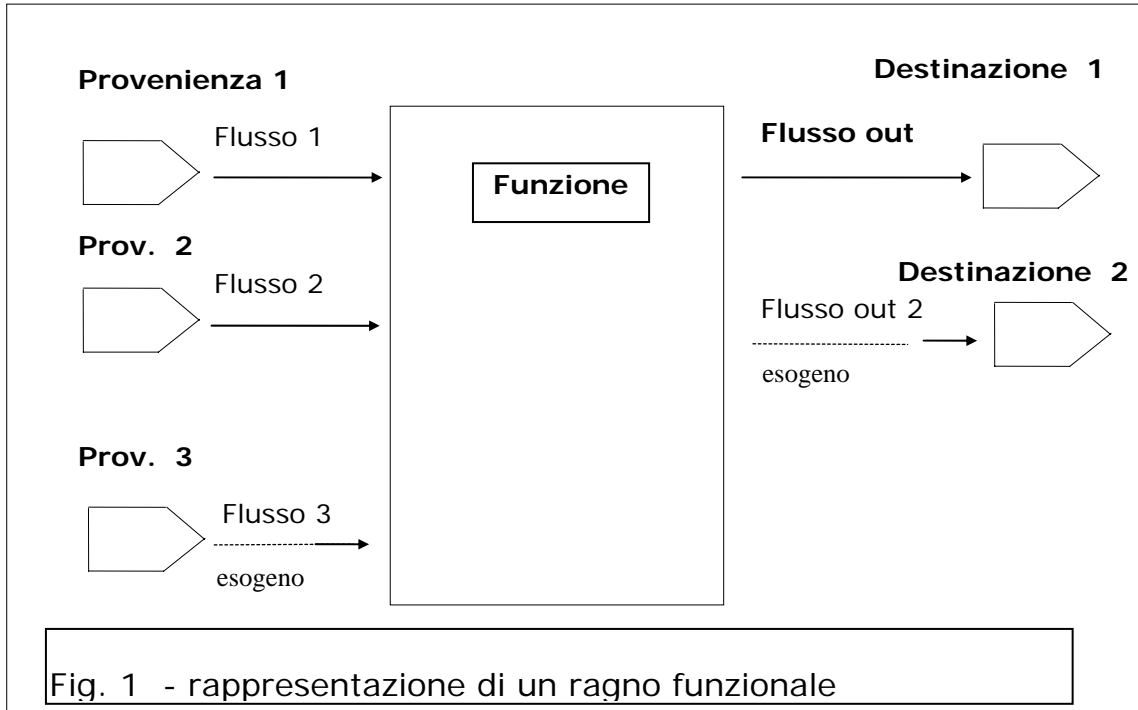 Provenienza 1
Destinazione 1
Flusso 1
Flusso out
Funzione
Prov. 2
Flusso 2
Destinazione 2
Flusso out 2
esogeno
Prov. 3
Flusso 3
esogeno
Fig. 1 - rappresentazione di un ragno funzionale